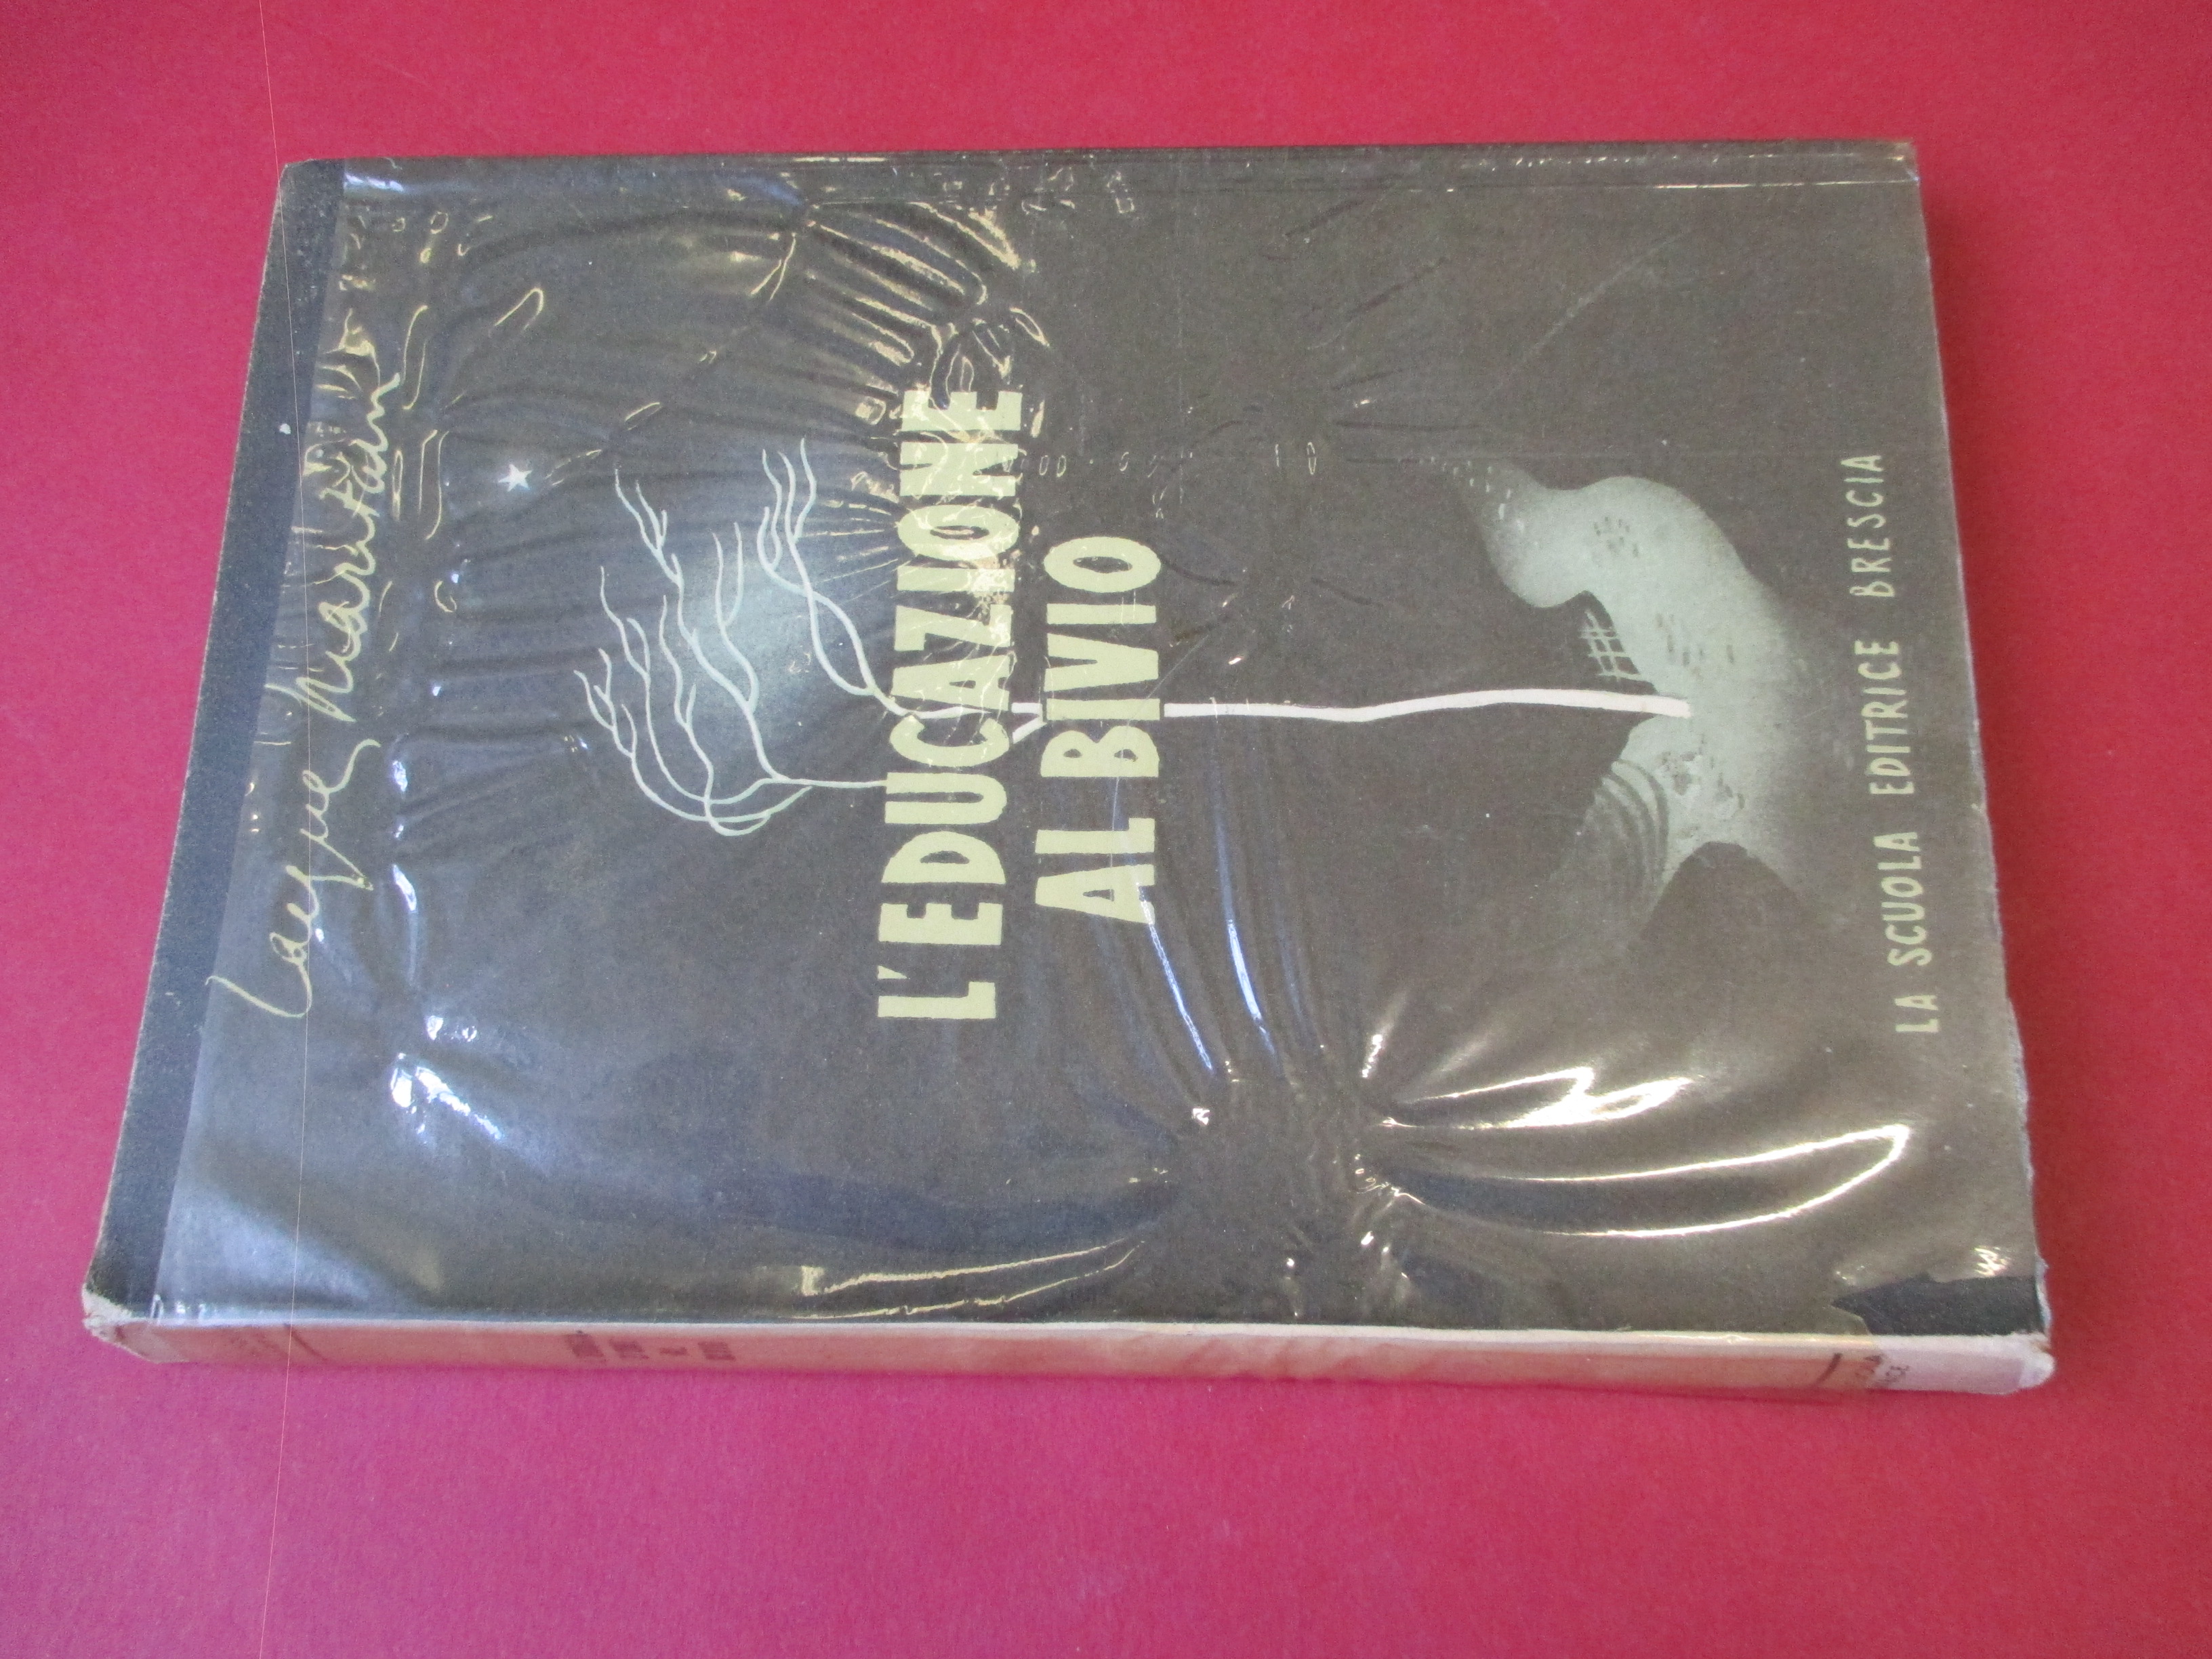 Jacques Maritain
L'EDUCAZIONE
AL BIVIO
LA SCUOLA EDITRICE BRESCIA